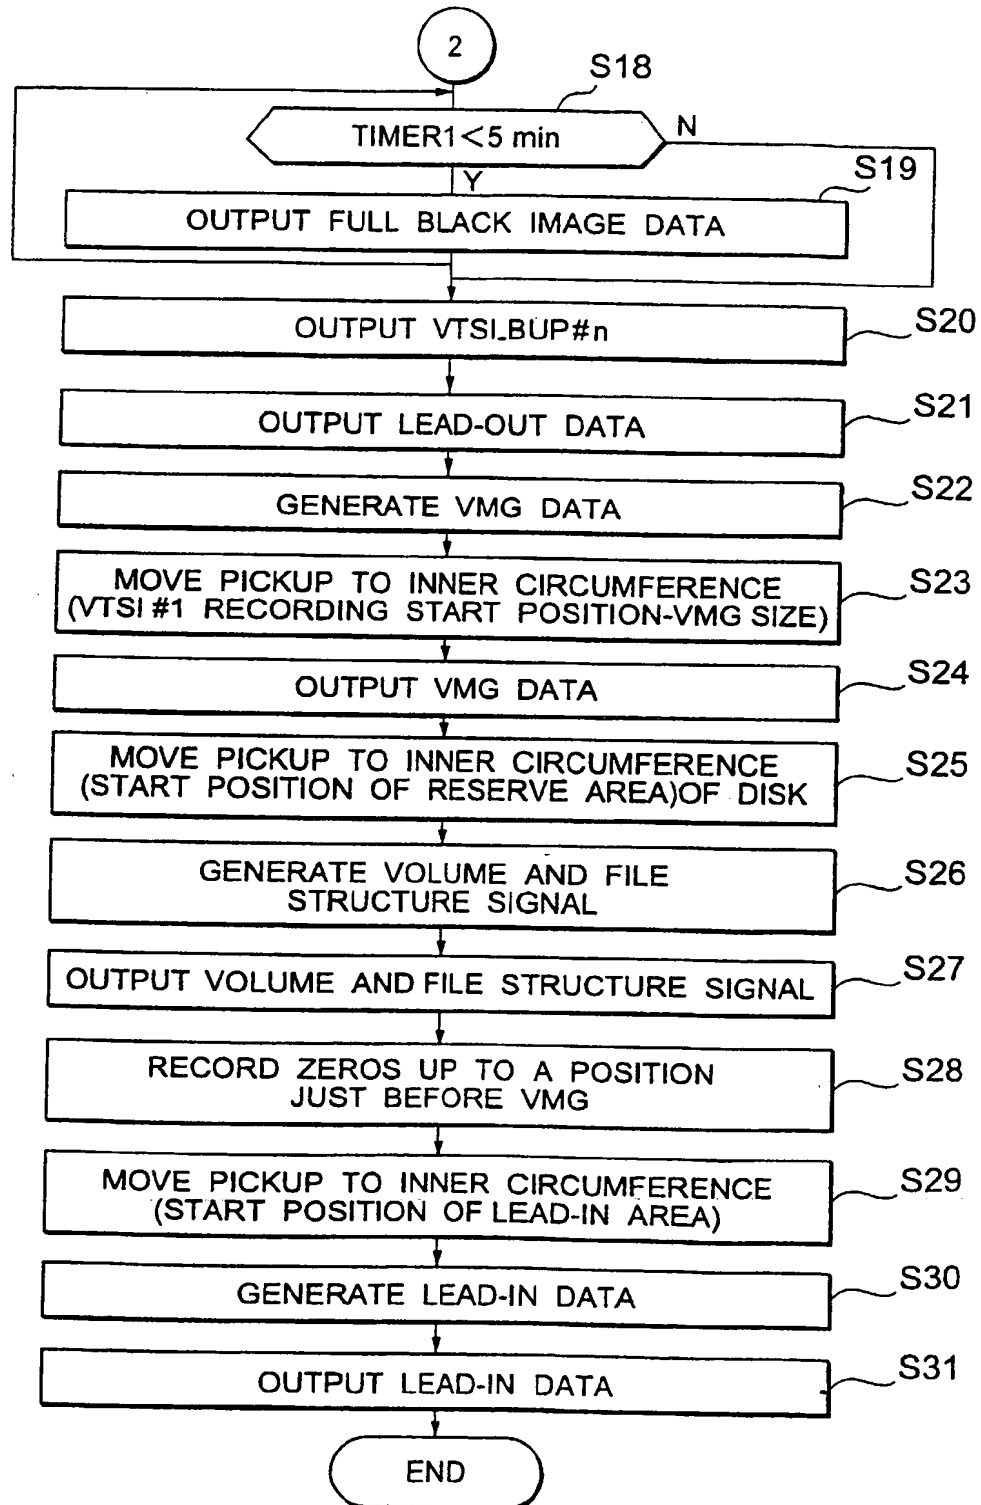 2
S18
TIMER1<5 min
N
Y
S19
OUTPUT FULL BLACK IMAGE DATA
OUTPUT VTSI_BUP#n
S20
OUTPUT LEAD-OUT DATA
S21
GENERATE VMG DATA
S22
MOVE PICKUP TO INNER CIRCUMFERENCE
(VTSI #1 RECORDING START POSITION-VMG SIZE)
S23
OUTPUT VMG DATA
S24
MOVE PICKUP TO INNER CIRCUMFERENCE
(START POSITION OF RESERVE AREA)OF DISK
S25
GENERATE VOLUME AND FILE
STRUCTURE SIGNAL
S26
OUTPUT VOLUME AND FILE STRUCTURE SIGNAL
S27
RECORD ZEROS UP TO A POSITION
JUST BEFORE VMG
S28
MOVE PICKUP TO INNER CIRCUMFERENCE
(START POSITION OF LEAD-IN AREA)
S29
GENERATE LEAD-IN DATA
S30
OUTPUT LEAD-IN DATA
S31
END